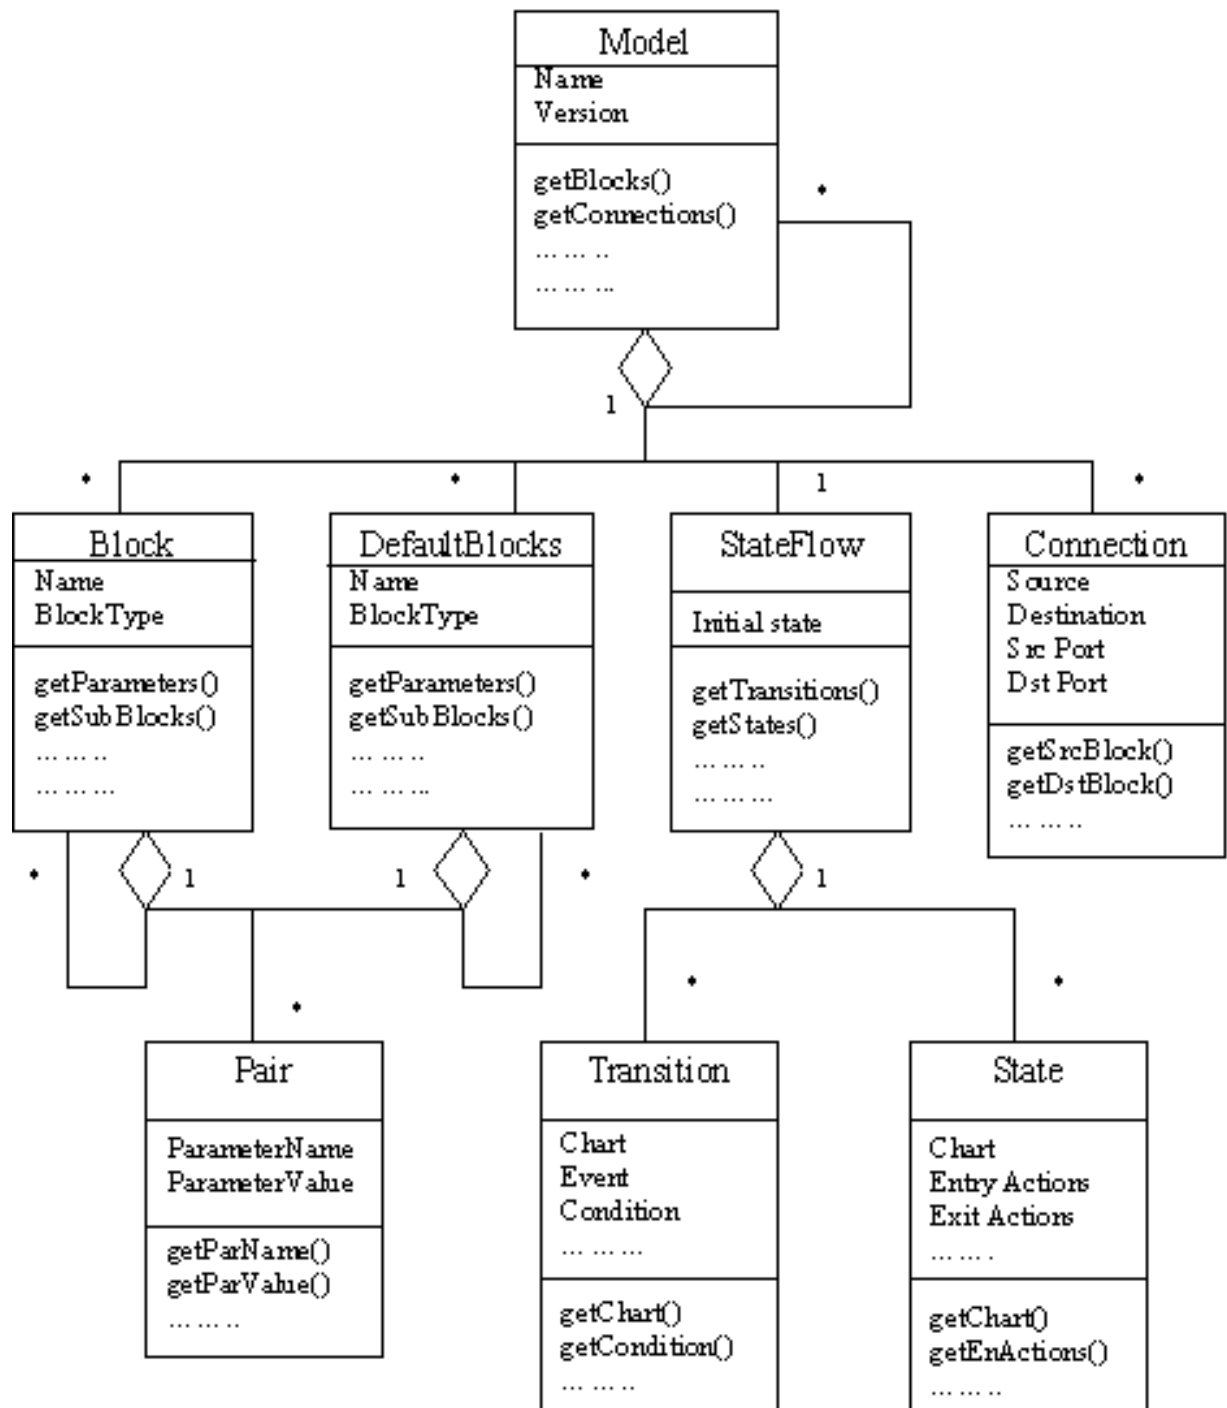 Model
Name
Version
getBlocks()
getConnections()
... ... ..
... ... ...
*
1
*
*
1
*
Block
Name
BlockType
getParameters()
getSubBlocks()
... ... ..
... ... ...
DefaultBlocks
Name
BlockType
getParameters()
getSubBlocks()
... ... ..
... ... ...
StateFlow
Initial state
getTransitions()
getStates()
... ... ..
... ... ...
Connection
Source
Destination
Src Port
Dst Port
getSrcBlock()
getDstBlock()
... ... ..
*
1
1
*
1
*
*
*
Pair
ParameterName
ParameterValue
getParName()
getParValue()
... ... ..
Transition
Chart
Event
Condition
... ... ...
getChart()
getCondition()
... ... ..
State
Chart
Entry Actions
Exit Actions
... ... .
getChart()
getEnActions()
... ... ..